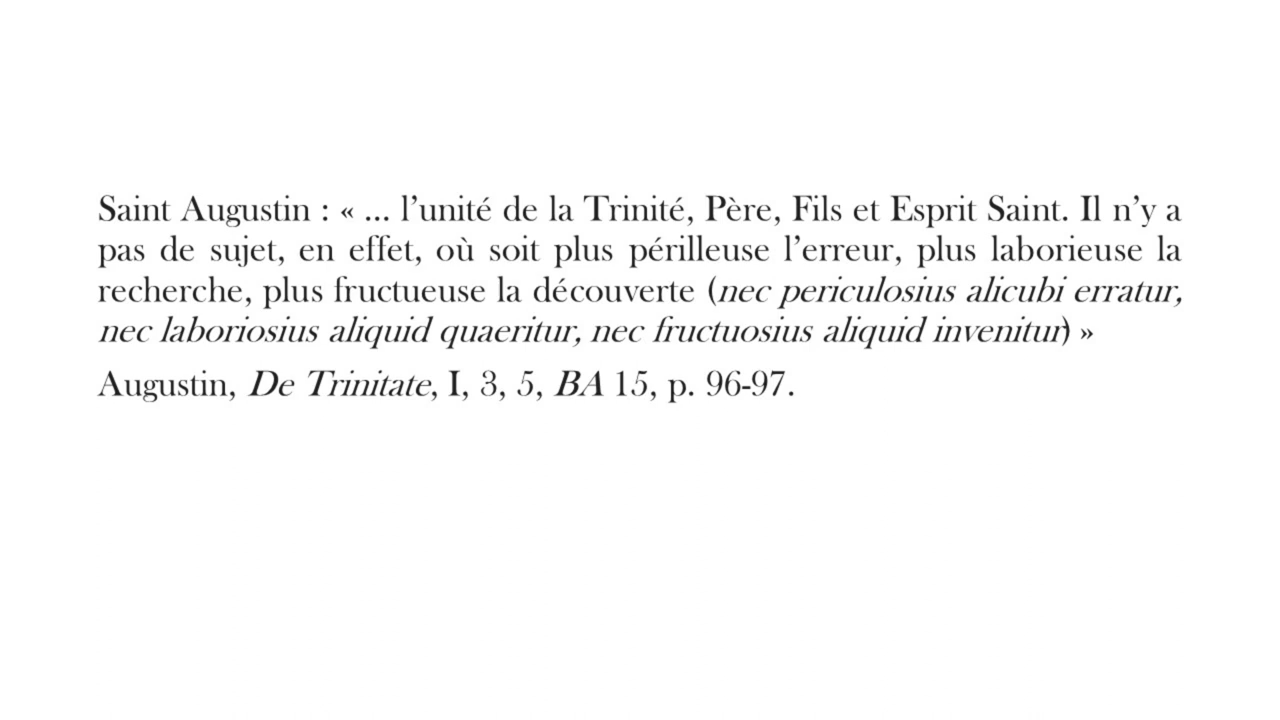 Saint Augustin : « ... l’unité de la Trinité, Père, Fils et Esprit Saint. Il n’y a
pas de sujet, en effet, où soit plus périlleuse l’erreur, plus laborieuse la
recherche, plus fructueuse la découverte (nec periculosius alicubi erratur,
nec laboriosius aliquid quaeritur, nec fructuosius aliquid invenitur) »
Augustin, De Trinitate, I, 3, 5, BA 15, p. 96-97.